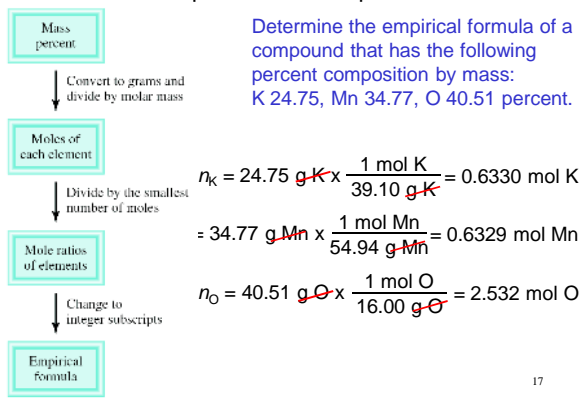 Mass
percent
Convert to grams and
divide by molar mass
Moles of
each element
Divide by the smallest
number of moles
Mole ratios
of elements
Change to
integer subscripts
Empirical
formula
Determine the empirical formula of a
compound that has the following
percent composition by mass:
K 24.75, Mn 34.77, O 40.51 percent.
n_K = 24.75 g K x 1 mol K / 39.10 g K = 0.6330 mol K
= 34.77 g Mn x 1 mol Mn / 54.94 g Mn = 0.6329 mol Mn
n_O = 40.51 g O x 1 mol O / 16.00 g O = 2.532 mol O
17